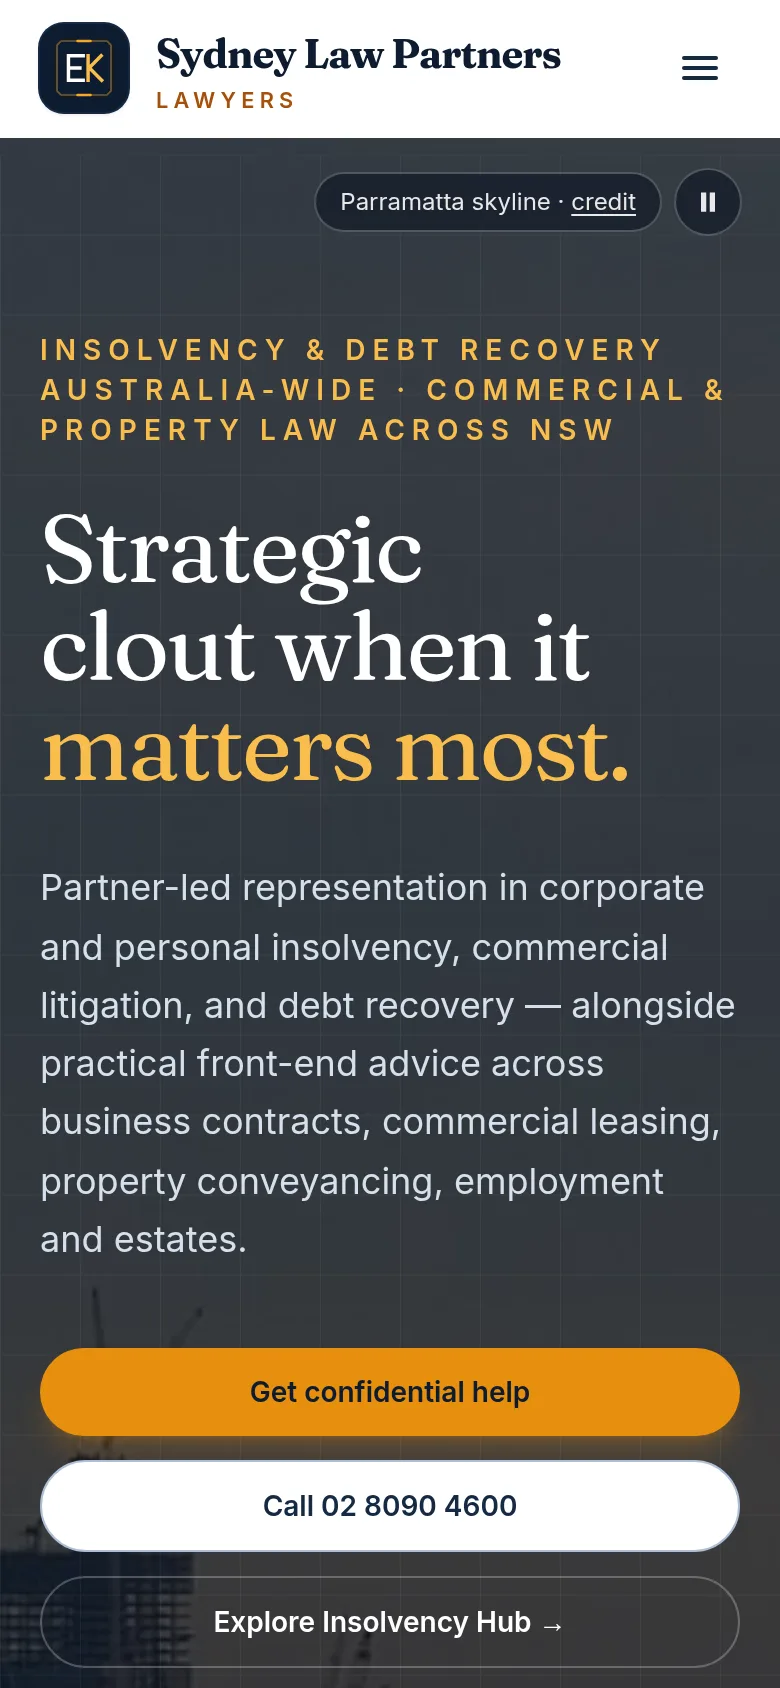 EK
Sydney Law Partners
LAWYERS
Parramatta skyline · credit
INSOLVENCY & DEBT RECOVERY
AUSTRALIA-WIDE · COMMERCIAL &
PROPERTY LAW ACROSS NSW
Strategic
clout when it
matters most.
Partner-led representation in corporate
and personal insolvency, commercial
litigation, and debt recovery — alongside
practical front-end advice across
business contracts, commercial leasing,
property conveyancing, employment
and estates.
Get confidential help
Call 02 8090 4600
Explore Insolvency Hub →